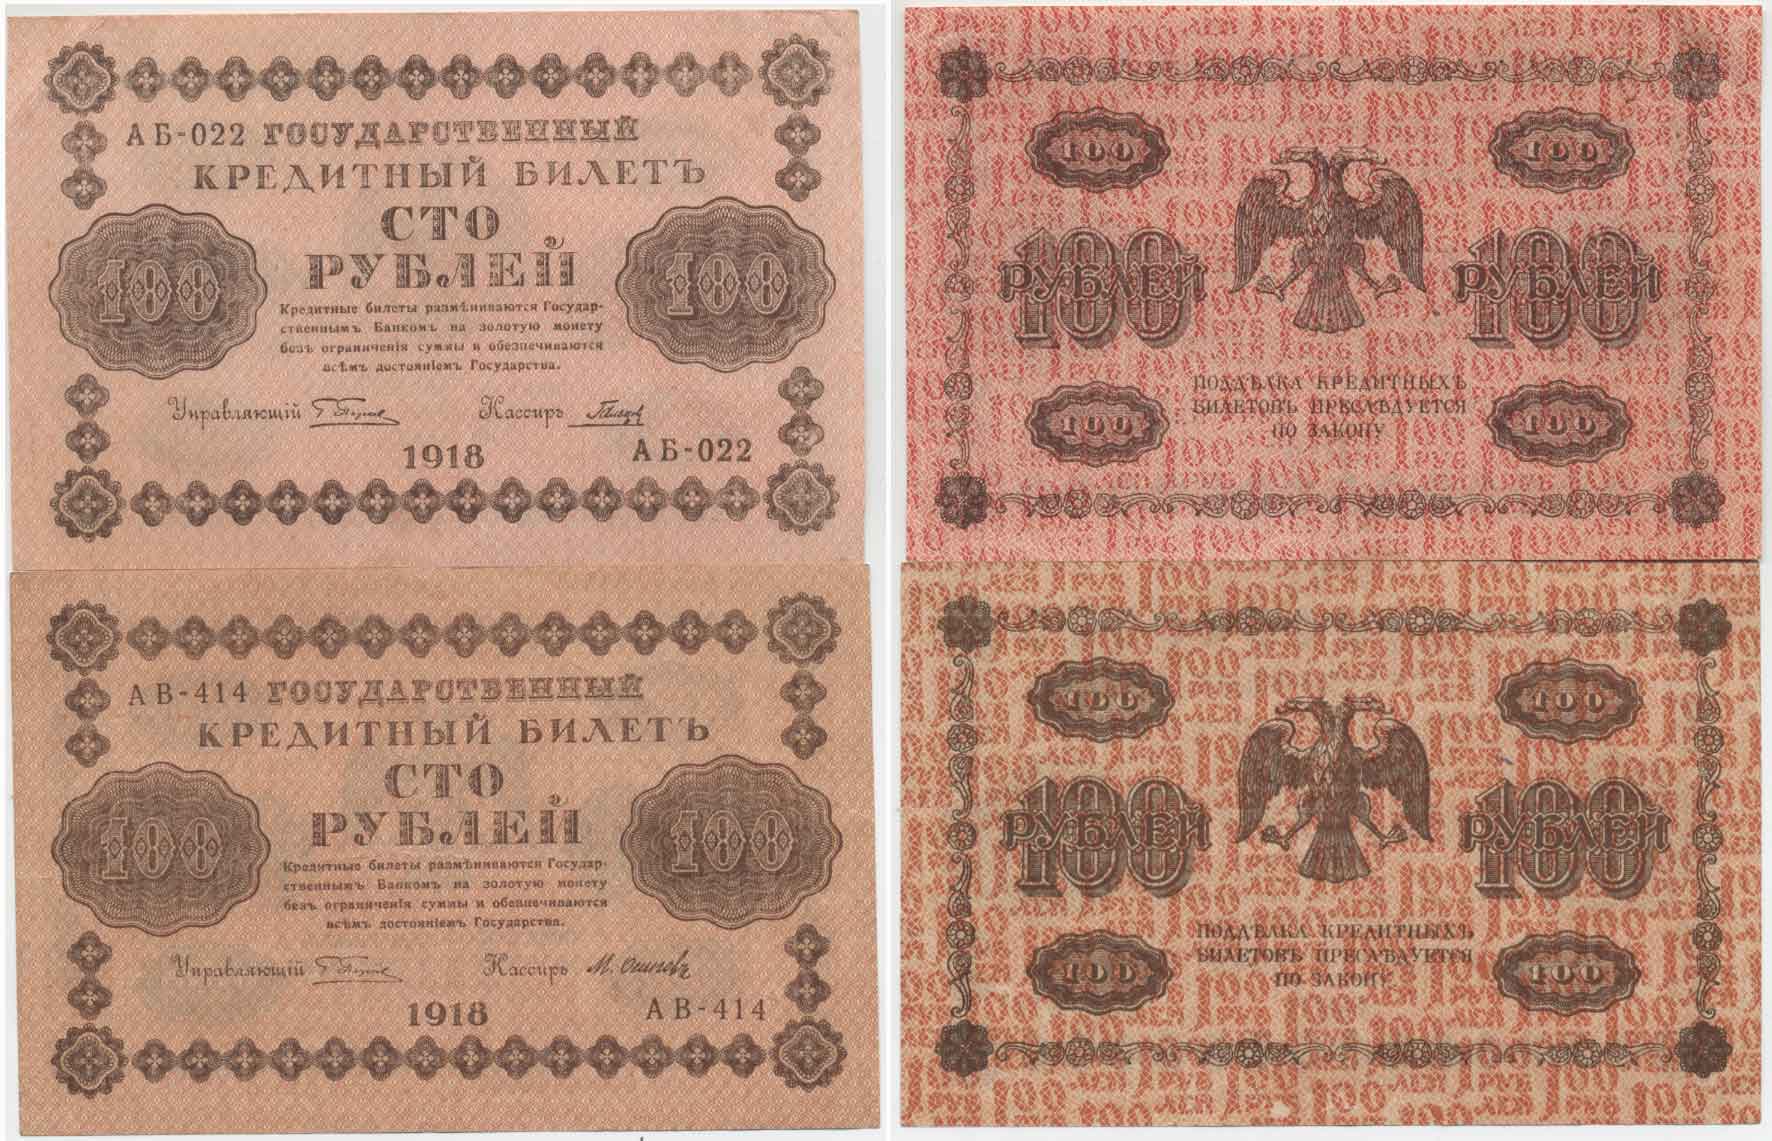 АБ-022 ГОСУДАРСТВЕННЫЙ
КРЕДИТНЫЙ БИЛЕТЪ
СТО
РУБЛЕЙ
100
100
Кредитные билеты размѣниваются Государ-
ственнымъ Банкомъ на золотую монету
безъ ограниченія суммы и обезпечиваются
всѣмъ достояніемъ Государства.
Управляющій
Кассиръ
1918
АБ-022
100
100
100 РУБЛЕЙ
100 РУБЛЕЙ
ПОДДѢЛКА КРЕДИТНЫХЪ
БИЛЕТОВЪ ПРЕСЛѢДУЕТСЯ
ПО ЗАКОНУ
100
100
АВ-414 ГОСУДАРСТВЕННЫЙ
КРЕДИТНЫЙ БИЛЕТЪ
СТО
РУБЛЕЙ
100
100
Кредитные билеты размѣниваются Государ-
ственнымъ Банкомъ на золотую монету
безъ ограниченія суммы и обезпечиваются
всѣмъ достояніемъ Государства.
Управляющій
Кассиръ
1918
АВ-414
100
100
100 РУБЛЕЙ
100 РУБЛЕЙ
ПОДДѢЛКА КРЕДИТНЫХЪ
БИЛЕТОВЪ ПРЕСЛѢДУЕТСЯ
ПО ЗАКОНУ
100
100